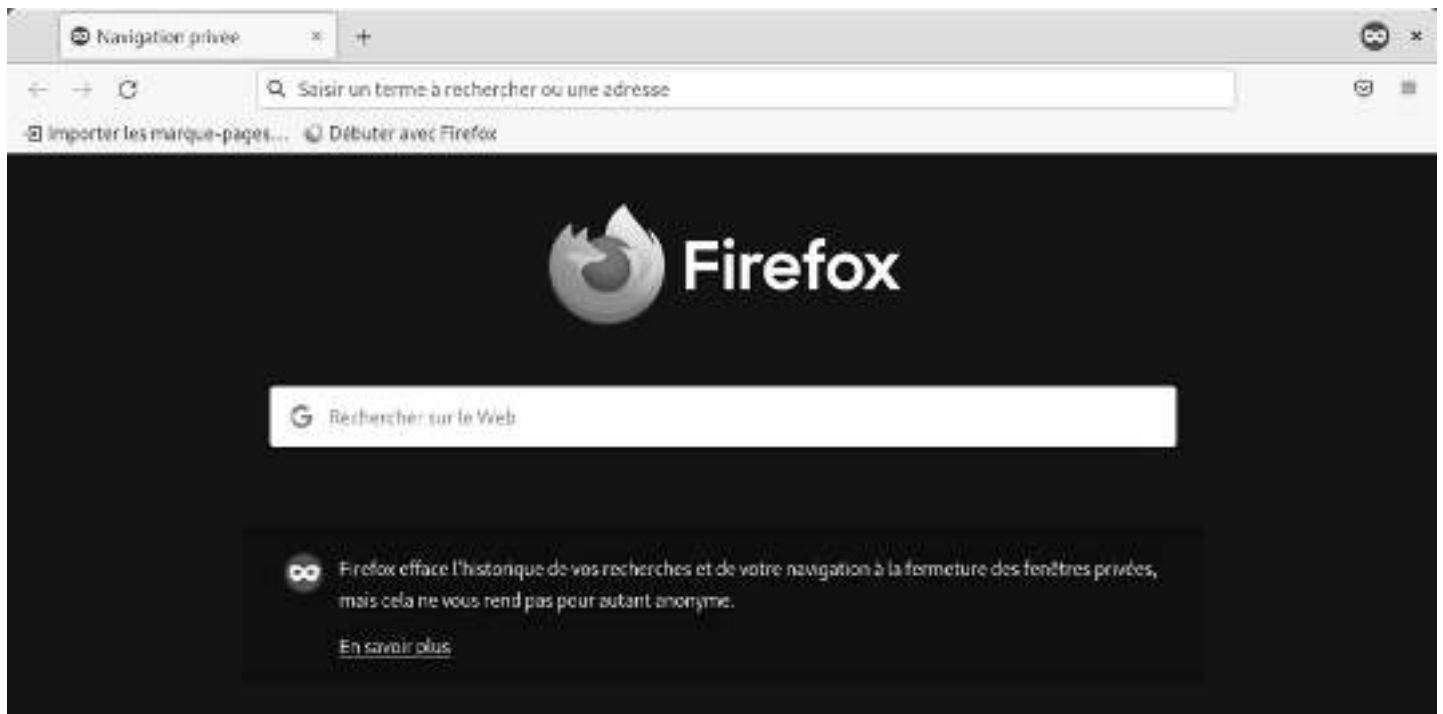 Navigation privée
Saisir un terme à rechercher ou une adresse
Importer les marque-pages... Débuter avec Firefox
Firefox
Rechercher sur le Web
Firefox efface l'historique de vos recherches et de votre navigation à la fermeture des fenêtres privées,
mais cela ne vous rend pas pour autant anonyme.
En savoir plus